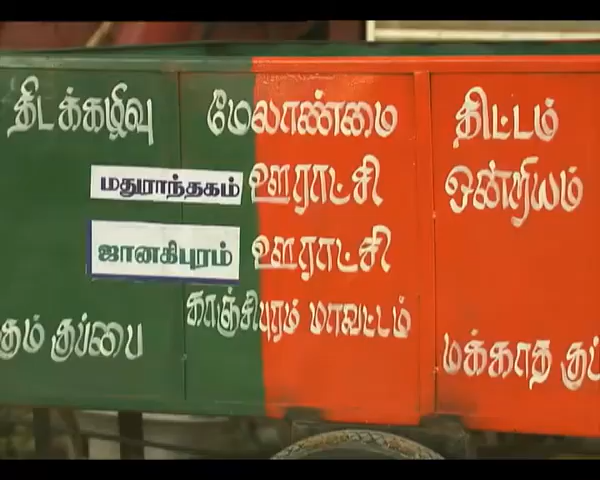 திடக்கழிவு மேலாண்மை திட்டம்
மதுராந்தகம் ஊராட்சி ஒன்றியம்
ஜானகிபுரம் ஊராட்சி
காஞ்சிபுரம் மாவட்டம்
கும் குப்பை மக்காத குப்